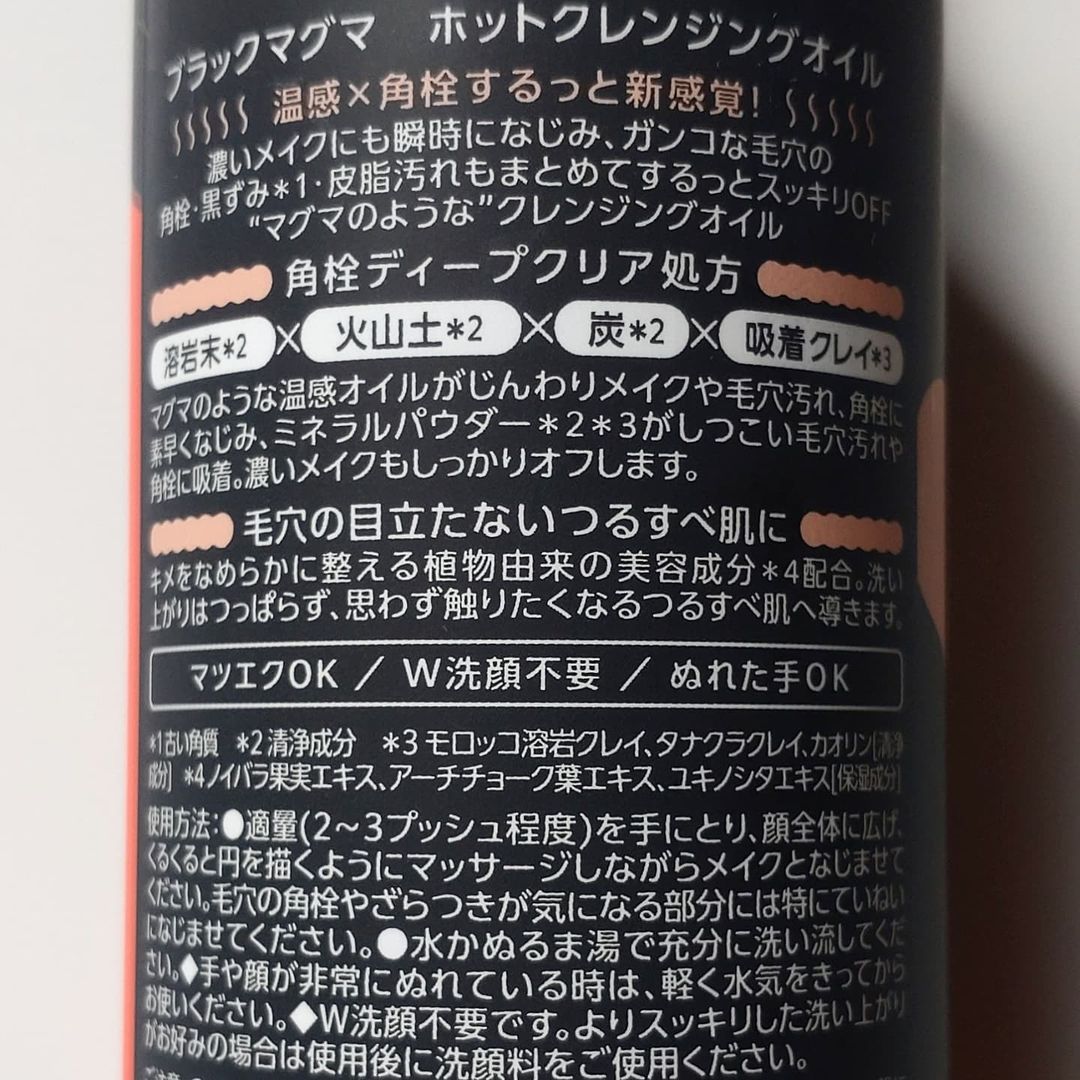 ブラックマグマ ホットクレンジングオイル
温感×角栓するっと新感覚!
濃いメイクにも瞬時になじみ、ガンコな毛穴の
角栓・黒ずみ*1・皮脂汚れもまとめてするっとスッキリOFF
“マグマのような”クレンジングオイル
角栓ディープクリア処方
溶岩末*2×火山土*2×炭*2×吸着クレイ*3
マグマのような温感オイルがじんわりメイクや毛穴汚れ、角栓に
素早くなじみ、ミネラルパウダー*2*3がしつこい毛穴汚れや
角栓に吸着。濃いメイクもしっかりオフします。
毛穴の目立たないつるすべ肌に
キメをなめらかに整える植物由来の美容成分*4配合。洗い
上がりはつっぱらず、思わず触りたくなるつるすべ肌へ導きます。
マツエクOK / W洗顔不要 / ぬれた手OK
*1古い角質 *2清浄成分 *3モロッコ溶岩クレイ、タナクラクレイ、カオリン[清浄
成分] *4ノイバラ果実エキス、アーチチョーク葉エキス、ユキノシタエキス[保湿成分]
使用方法:●適量(2~3プッシュ程度)を手にとり、顔全体に広げ、
くるくると円を描くようにマッサージしながらメイクとなじませて
ください。毛穴の角栓やざらつきが気になる部分には特にていねい
になじませてください。●水かぬるま湯で充分に洗い流してくだ
さい。◆手や顔が非常にぬれている時は、軽く水気をきってから
お使いください。◆W洗顔不要です。よりスッキリした洗い上がり
がお好みの場合は使用後に洗顔料をご使用ください。